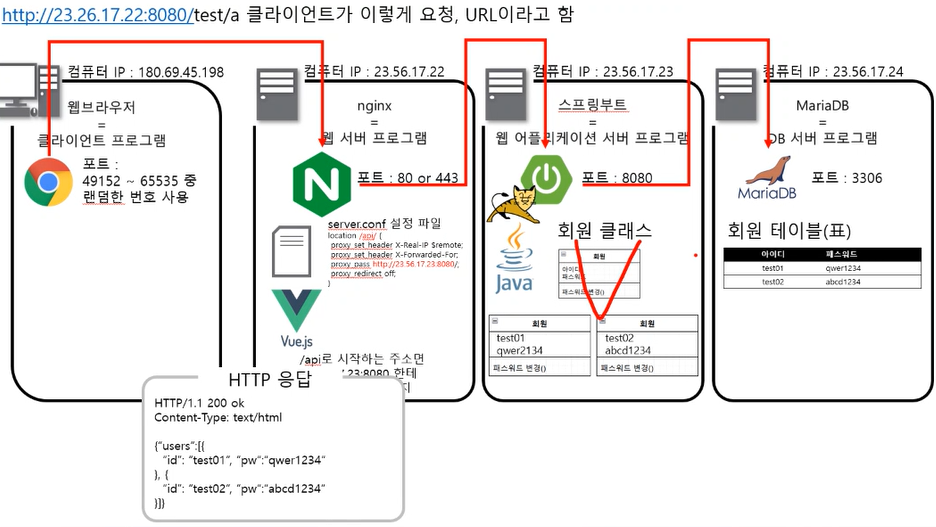 http://23.26.17.22:8080/test/a 클라이언트가 이렇게 요청, URL이라고 함
컴퓨터 IP : 180.69.45.198
웹브라우저
=
클라이언트 프로그램
포트 :
49152 ~ 65535 중
랜덤한 번호 사용
컴퓨터 IP : 23.56.17.22
nginx
=
웹 서버 프로그램
N
포트 : 80 or 443
server.conf 설정 파일
location /api/ {
proxy_set_header X-Real-IP $remote;
proxy_set_header X-Forwarded-For;
proxy_pass http://23.56.17.23:8080/;
proxy_redirect off;
}
Vue.js
/api로 시작하는 주소면
23:8080 한테
지
컴퓨터 IP : 23.56.17.23
스프링부트
=
웹 어플리케이션 서버 프로그램
포트 : 8080
Java
회원 클래스
회원
아이디
패스워드
패스워드 변경()
회원
test01
qwer2134
패스워드 변경()
회원
test02
abcd1234
패스워드 변경()
컴퓨터 IP : 23.56.17.24
MariaDB
=
DB 서버 프로그램
MariaDB
포트 : 3306
회원 테이블(표)
아이디 패스워드
test01 qwer1234
test02 abcd1234
HTTP 응답
HTTP/1.1 200 ok
Content-Type: text/html
{"users":[{
"id": "test01", "pw":"qwer1234"
}, {
"id": "test02", "pw":"abcd1234"
}]}